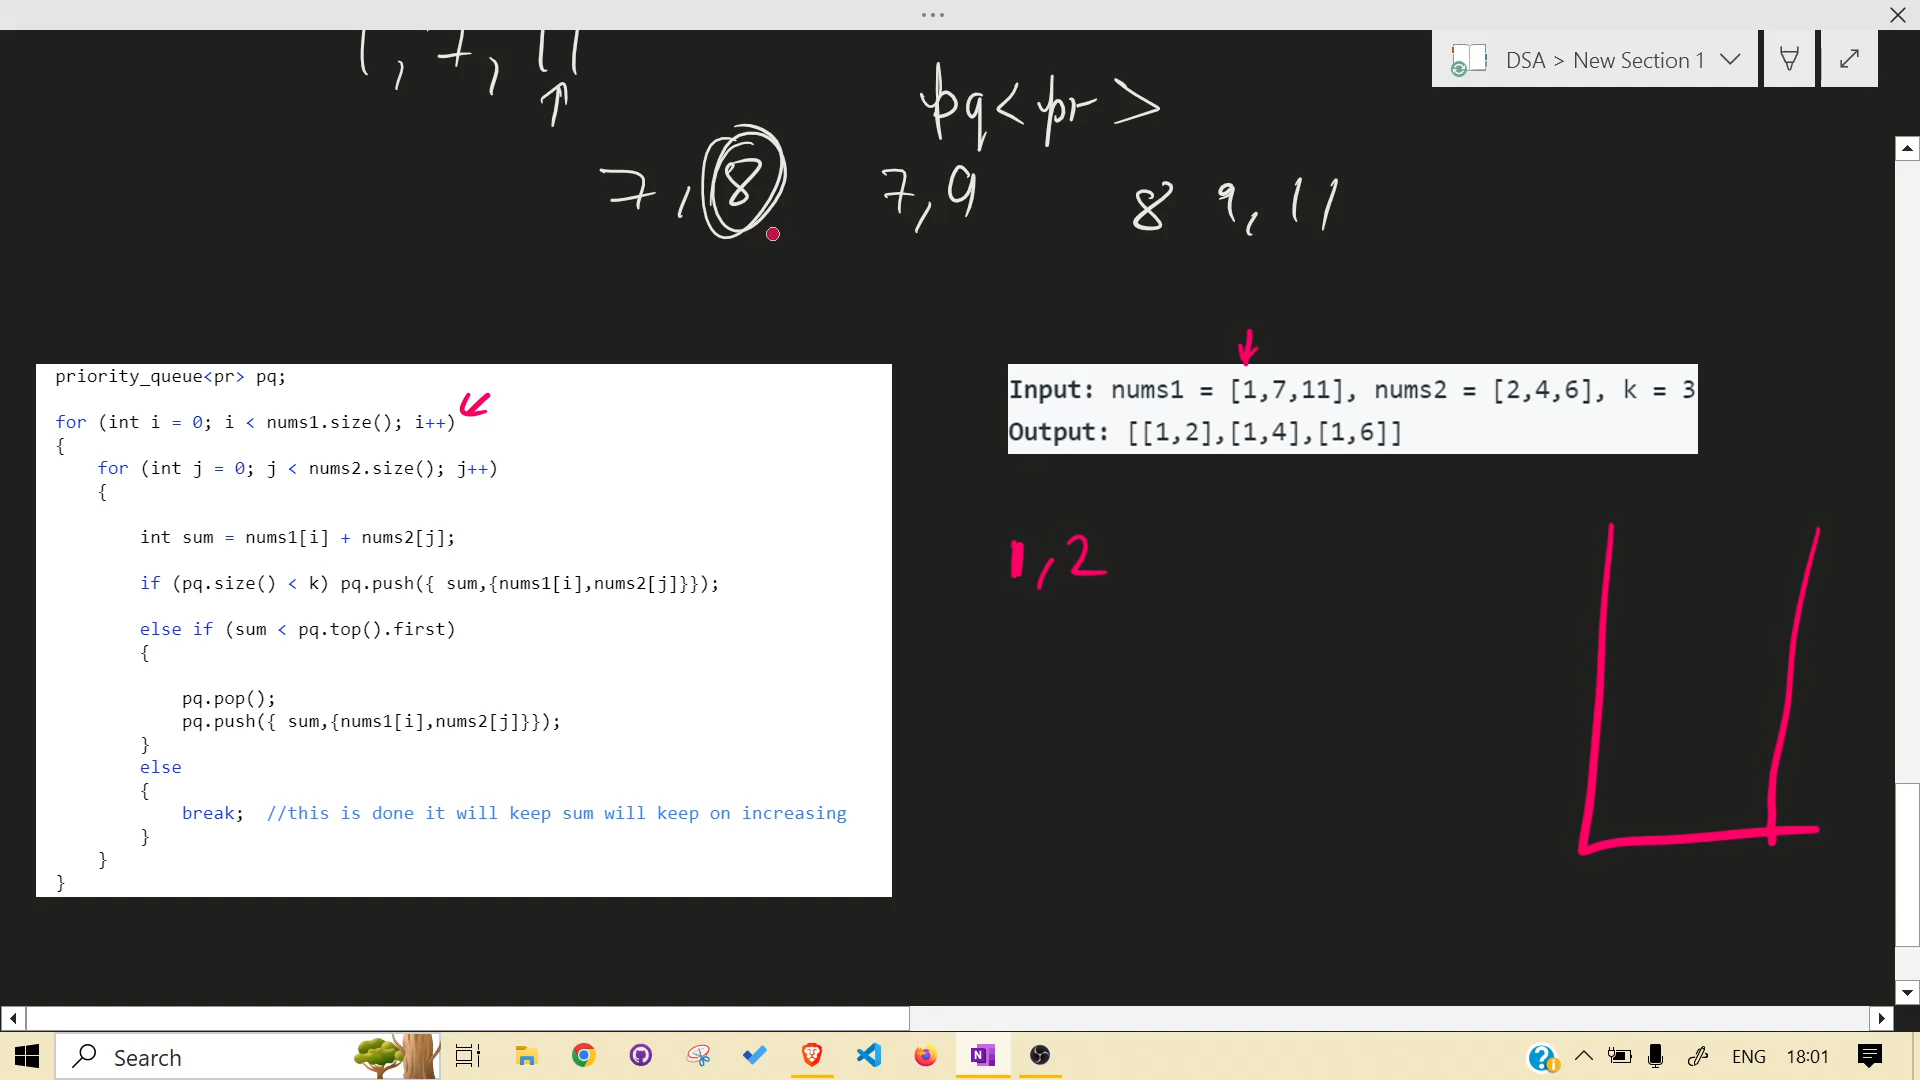 DSA > New Section 1
1, 7, 11
pq<pr>
7, 8 7, 9 8 9, 11
priority_queue<pr> pq;
for (int i = 0; i < nums1.size(); i++)
{
for (int j = 0; j < nums2.size(); j++)
{
int sum = nums1[i] + nums2[j];
if (pq.size() < k) pq.push({ sum,{nums1[i],nums2[j]}});
else if (sum < pq.top().first)
{
pq.pop();
pq.push({ sum,{nums1[i],nums2[j]}});
}
else
{
break; //this is done it will keep sum will keep on increasing
}
}
}
Input: nums1 = [1,7,11], nums2 = [2,4,6], k = 3
Output: [[1,2],[1,4],[1,6]]
1, 2
Search
ENG 18:01